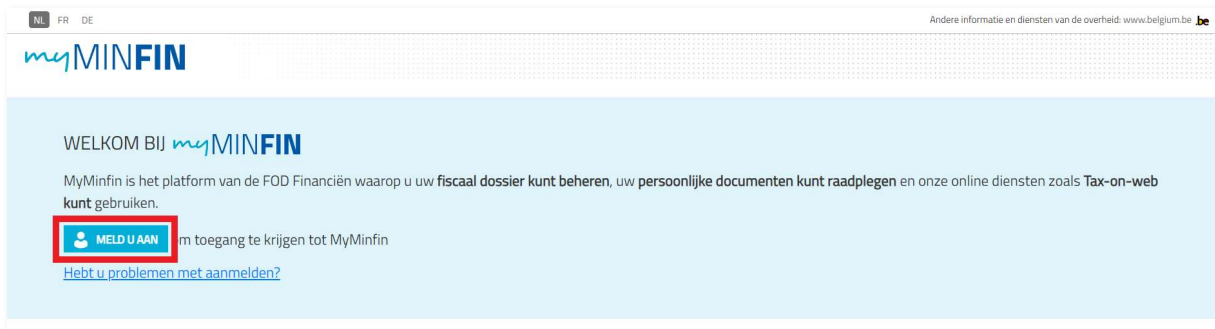 NL FR DE Andere informatie en diensten van de overheid: www.belgium.be .be
myMINFIN
WELKOM BIJ myMINFIN
MyMinfin is het platform van de FOD Financiën waarop u uw fiscaal dossier kunt beheren, uw persoonlijke documenten kunt raadplegen en onze online diensten zoals Tax-on-web
kunt gebruiken.
MELD U AAN m toegang te krijgen tot MyMinfin
Hebt u problemen met aanmelden?